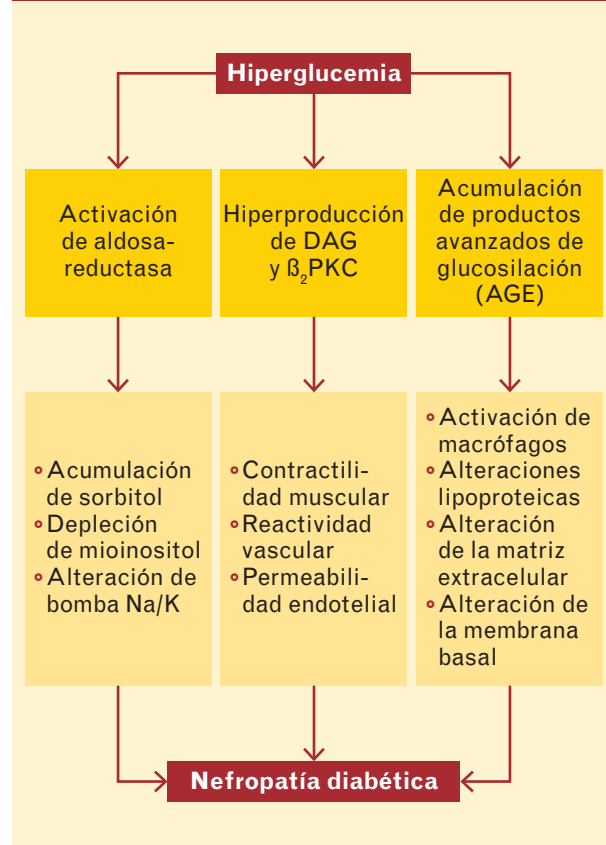 Hiperglucemia
Activación
de aldosa-
reductasa
Hiperproducción
de DAG
y ß₂PKC
Acumulación
de productos
avanzados de
glucosilación
(AGE)
Acumulación
de sorbitol
Depleción
de mioinositol
Alteración de
bomba Na/K
Contractili-
dad muscular
Reactividad
vascular
Permeabili-
dad endotelial
Activación de
macrófagos
Alteraciones
lipoproteicas
Alteración
de la matriz
extracelular
Alteración de
la membrana
basal
Nefropatía diabética